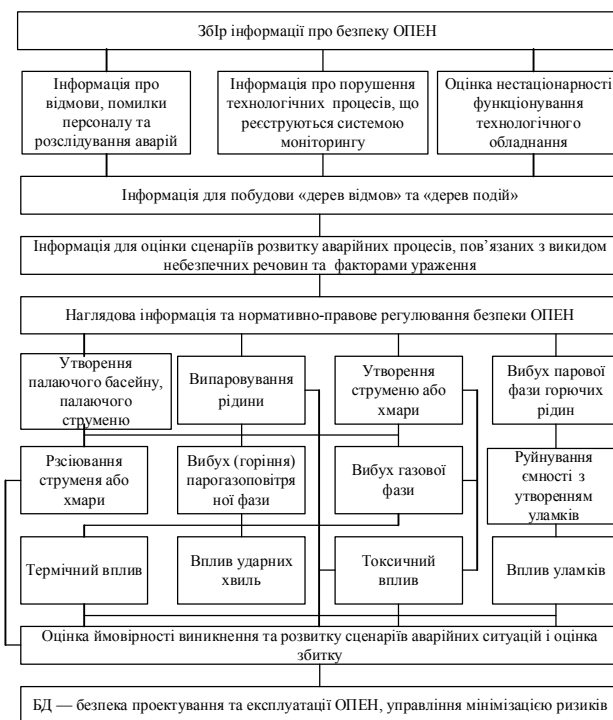 ЗбІр інформації про безпеку ОПЕН
Інформація про
відмови, помилки
персоналу та
розслідування аварій
Інформація про порушення
технологічних процесів, що
реєструються системою
моніторингу
Оцінка нестаціонарності
функціонування
технологічного
обладнання
Інформація для побудови «дерев відмов» та «дерев подій»
Інформація для оцінки сценаріїв розвитку аварійних процесів, пов’язаних з викидом
небезпечних речовин та факторами ураження
Наглядова інформація та нормативно-правове регулювання безпеки ОПЕН
Утворення
палаючого басейну,
палаючого
струменю
Випаровування
рідини
Утворення
струменю або
хмари
Вибух парової
фази горючих
рідин
Рзсіювання
струменя або
хмари
Вибух (горіння)
парогазоповітря
ної фази
Вибух газової
фази
Руйнування
ємності з
утворенням
уламків
Термічний вплив
Вплив ударних
хвиль
Токсичний
вплив
Вплив уламків
Оцінка ймовірності виникнення та розвитку сценаріїв аварійних ситуацій і оцінка
збитку
БД — безпека проектування та експлуатації ОПЕН, управління мінімізацією ризиків